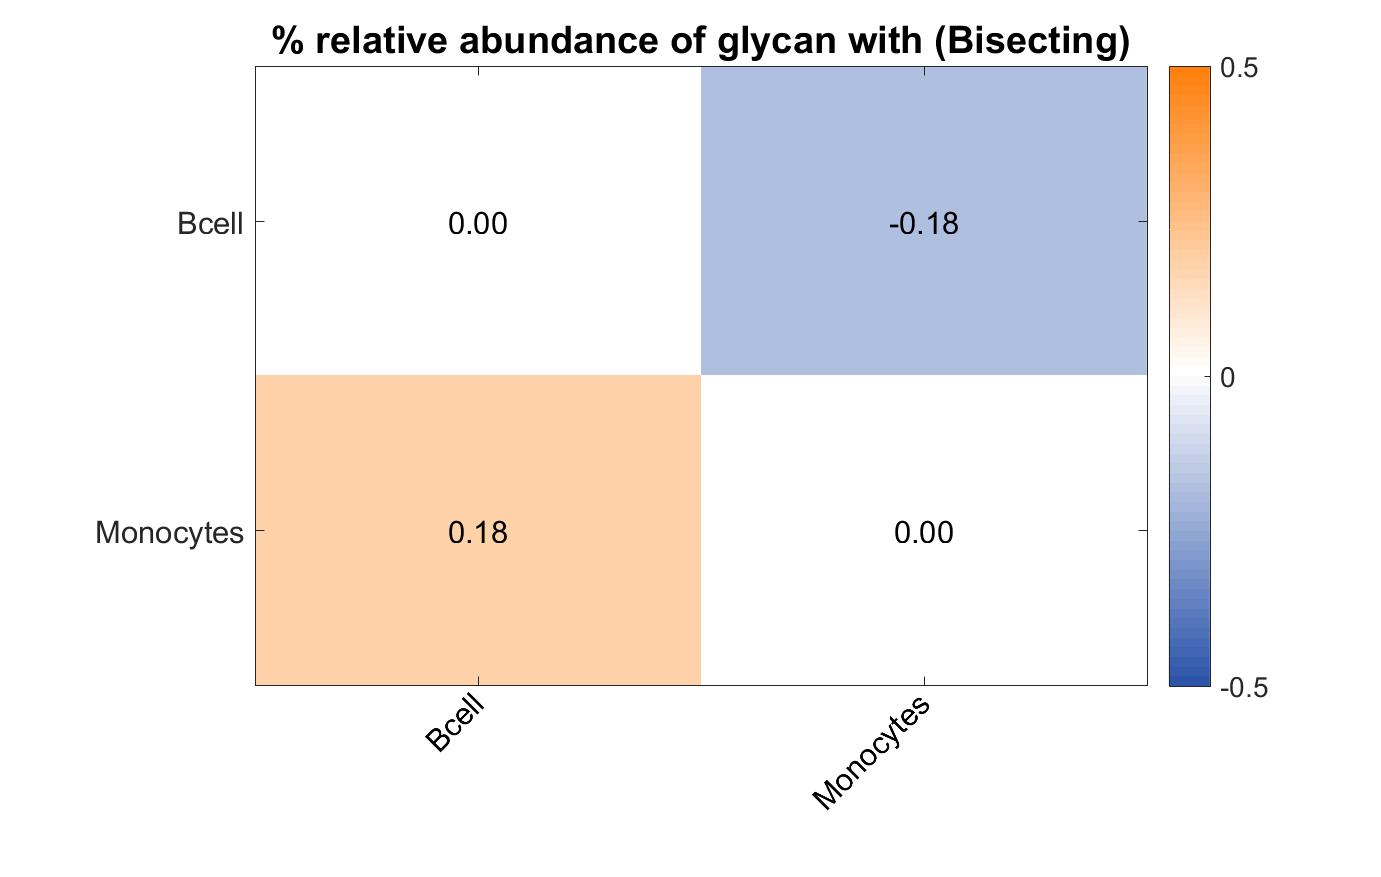 % relative abundance of glycan with (Bisecting)
0.5
Bcell
0.00
-0.18
0
Monocytes
0.18
0.00
-0.5
Bcell
Monocytes